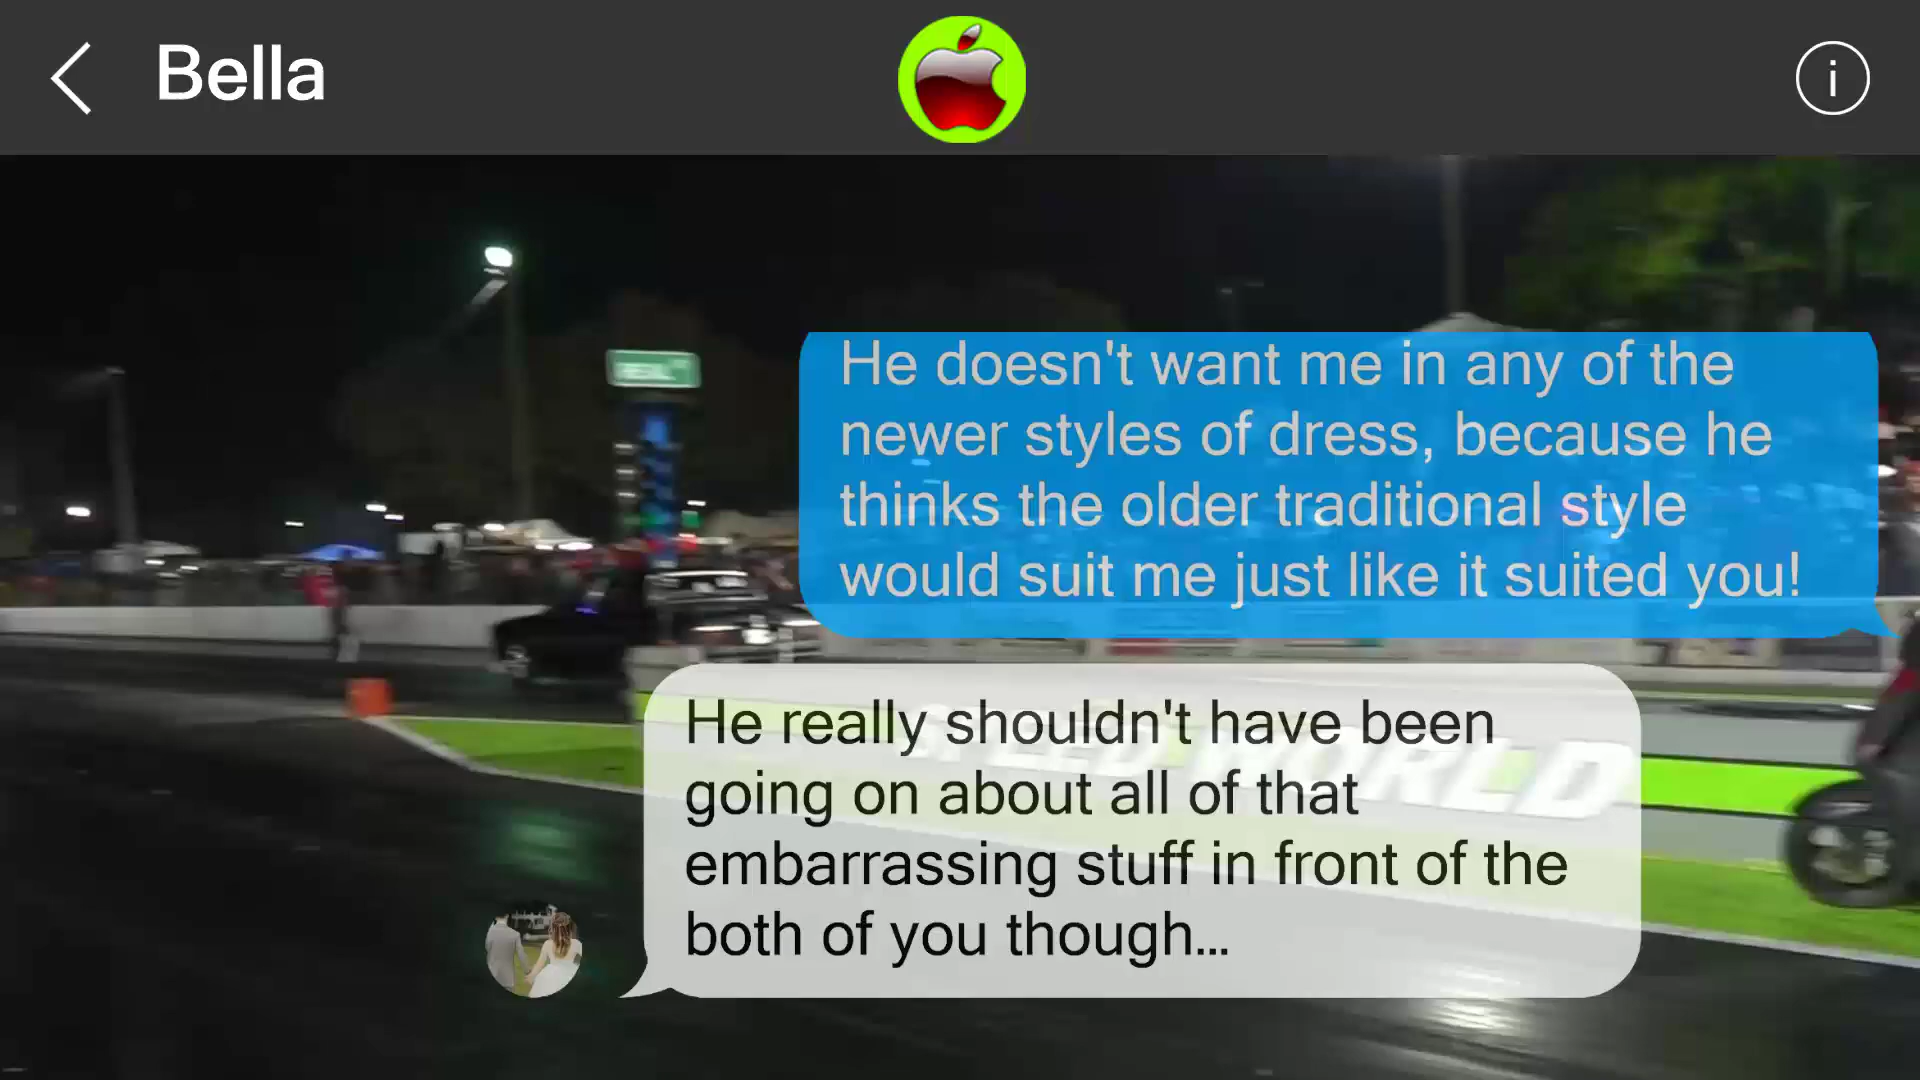 Bella
i
He doesn't want me in any of the
newer styles of dress, because he
thinks the older traditional style
would suit me just like it suited you!
He really shouldn't have been
going on about all of that
embarrassing stuff in front of the
both of you though...
WORLD